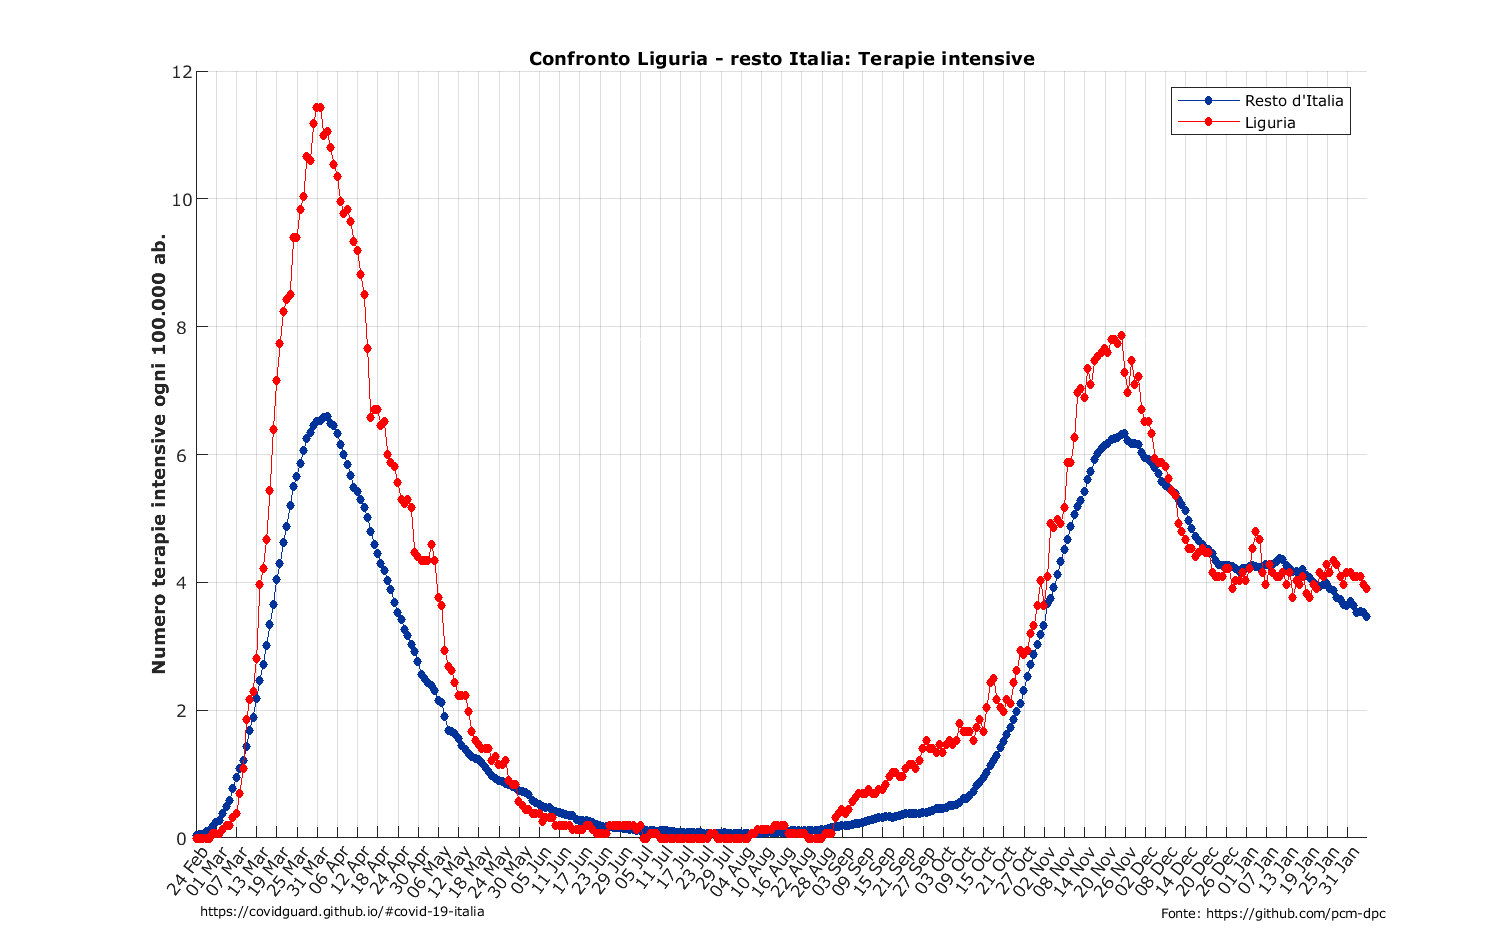 Confronto Liguria - resto Italia: Terapie intensive
Resto d'Italia
Liguria
Numero terapie intensive ogni 100.000 ab.
12
10
8
6
4
2
0
24 Feb
01 Mar
07 Mar
13 Mar
19 Mar
25 Mar
31 Mar
06 Apr
12 Apr
18 Apr
24 Apr
30 Apr
06 May
12 May
18 May
24 May
30 May
05 Jun
11 Jun
17 Jun
23 Jun
29 Jun
05 Jul
11 Jul
17 Jul
23 Jul
29 Jul
04 Aug
10 Aug
16 Aug
22 Aug
28 Aug
03 Sep
09 Sep
15 Sep
21 Sep
27 Sep
03 Oct
09 Oct
15 Oct
21 Oct
27 Oct
02 Nov
08 Nov
14 Nov
20 Nov
26 Nov
02 Dec
08 Dec
14 Dec
20 Dec
26 Dec
01 Jan
07 Jan
13 Jan
19 Jan
25 Jan
31 Jan
https://covidguard.github.io/#covid-19-italia
Fonte: https://github.com/pcm-dpc